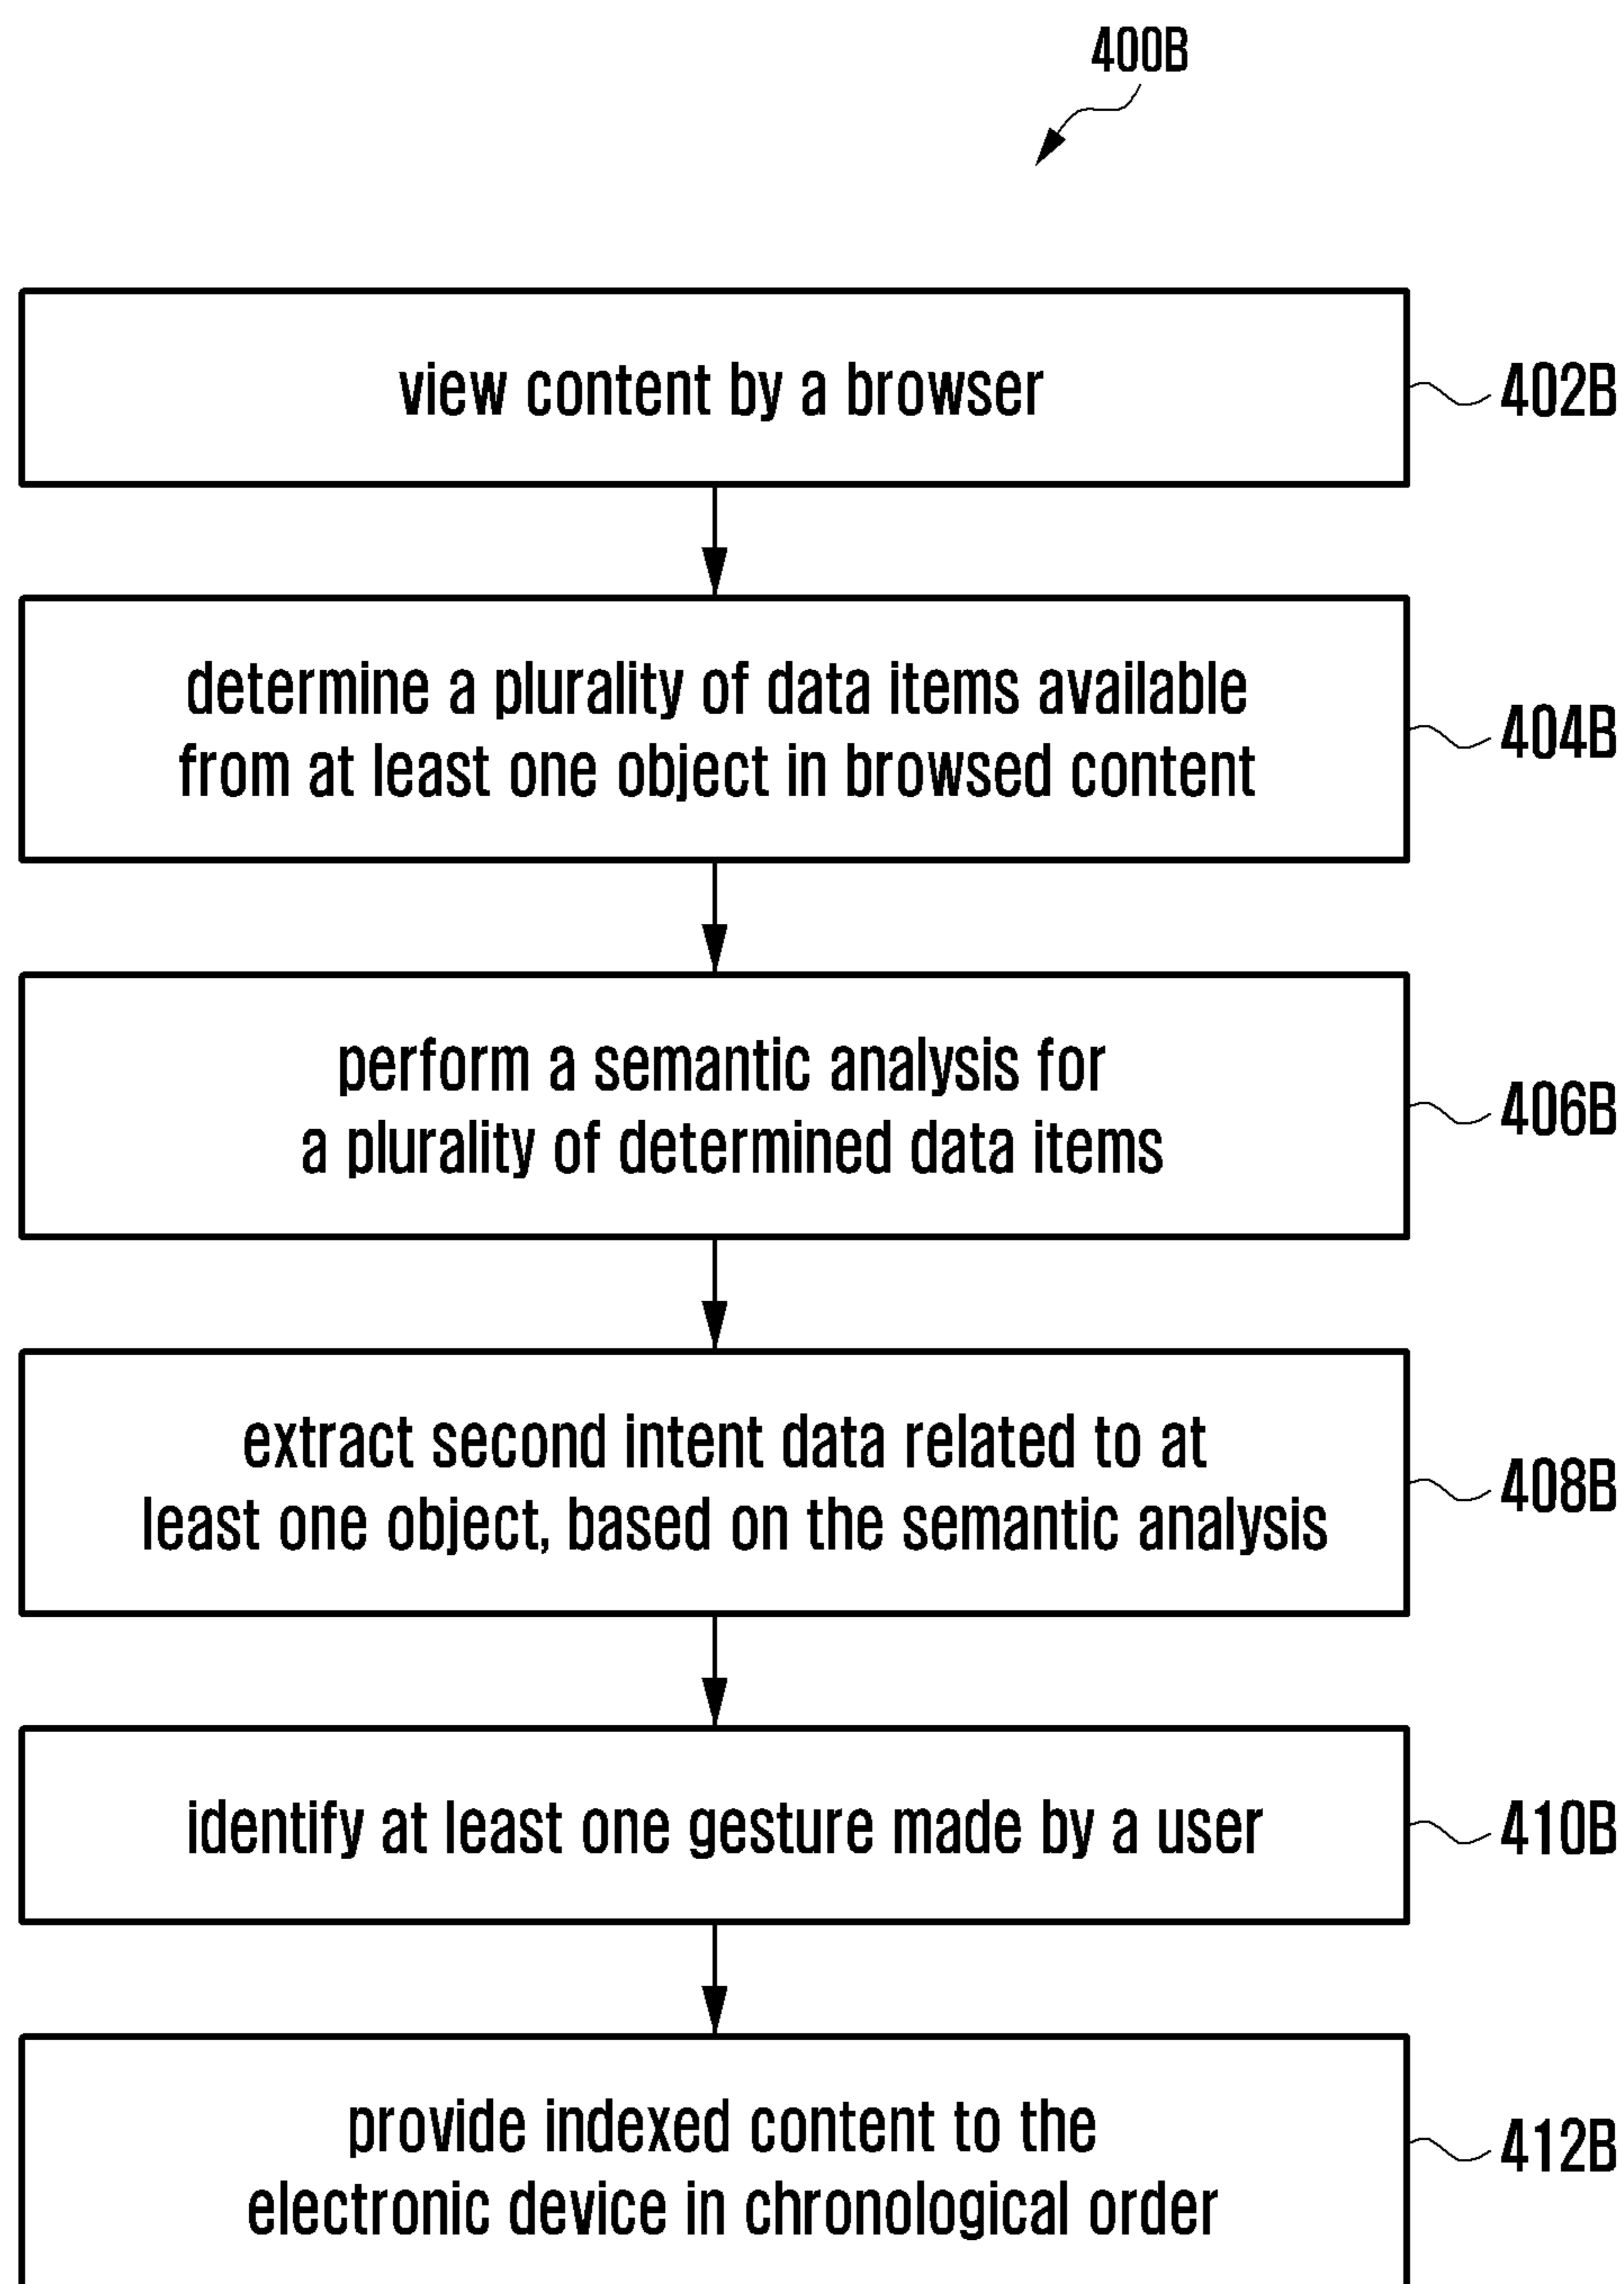 400B
view content by a browser
402B
determine a plurality of data items available
from at least one object in browsed content
404B
perform a semantic analysis for
a plurality of determined data items
406B
extract second intent data related to at
least one object, based on the semantic analysis
408B
identify at least one gesture made by a user
410B
provide indexed content to the
electronic device in chronological order
412B